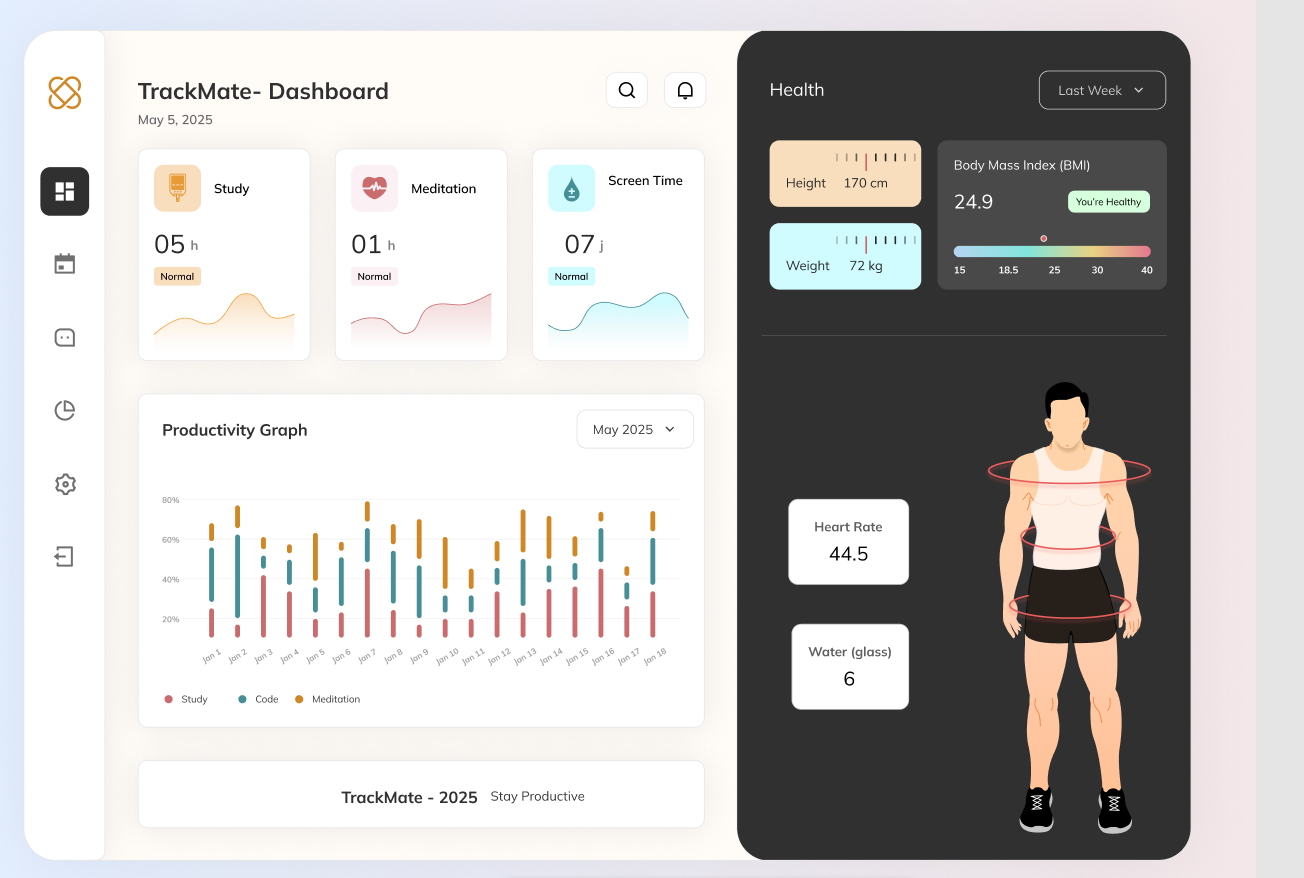 TrackMate- Dashboard
May 5, 2025
Study
05 h
Normal
Meditation
01 h
Normal
Screen Time
07 j
Normal
Productivity Graph
May 2025
80%
60%
40%
20%
Jan 1 Jan 2 Jan 3 Jan 4 Jan 5 Jan 6 Jan 7 Jan 8 Jan 9 Jan 10 Jan 11 Jan 12 Jan 13 Jan 14 Jan 15 Jan 16 Jan 17 Jan 18
Study Code Meditation
TrackMate - 2025 Stay Productive
Health
Last Week
Height 170 cm
Weight 72 kg
Body Mass Index (BMI)
24.9 You're Healthy
15 18.5 25 30 40
Heart Rate
44.5
Water (glass)
6